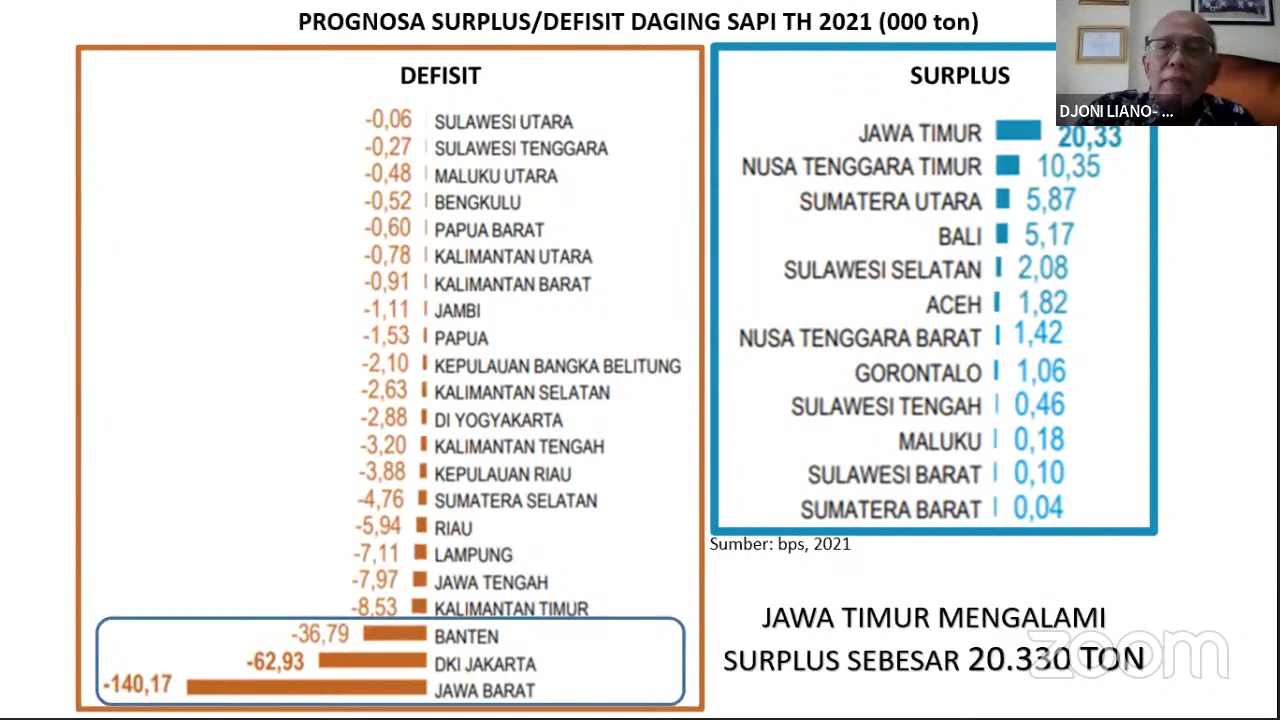 PROGNOSA SURPLUS/DEFISIT DAGING SAPI TH 2021 (000 ton)
DEFISIT
-0,06 SULAWESI UTARA
-0,27 SULAWESI TENGGARA
-0,48 MALUKU UTARA
-0,52 BENGKULU
-0,60 PAPUA BARAT
-0,78 KALIMANTAN UTARA
-0,91 KALIMANTAN BARAT
-1,11 JAMBI
-1,53 PAPUA
-2,10 KEPULAUAN BANGKA BELITUNG
-2,63 KALIMANTAN SELATAN
-2,88 DI YOGYAKARTA
-3,20 KALIMANTAN TENGAH
-3,88 KEPULAUAN RIAU
-4,76 SUMATERA SELATAN
-5,94 RIAU
-7,11 LAMPUNG
-7,97 JAWA TENGAH
-8,53 KALIMANTAN TIMUR
-36,79 BANTEN
-62,93 DKI JAKARTA
-140,17 JAWA BARAT
SURPLUS
JAWA TIMUR 20,33
NUSA TENGGARA TIMUR 10,35
SUMATERA UTARA 5,87
BALI 5,17
SULAWESI SELATAN 2,08
ACEH 1,82
NUSA TENGGARA BARAT 1,42
GORONTALO 1,06
SULAWESI TENGAH 0,46
MALUKU 0,18
SULAWESI BARAT 0,10
SUMATERA BARAT 0,04
Sumber: bps, 2021
JAWA TIMUR MENGALAMI
SURPLUS SEBESAR 20.330 TON
zoom
DJONI LIANO- ...